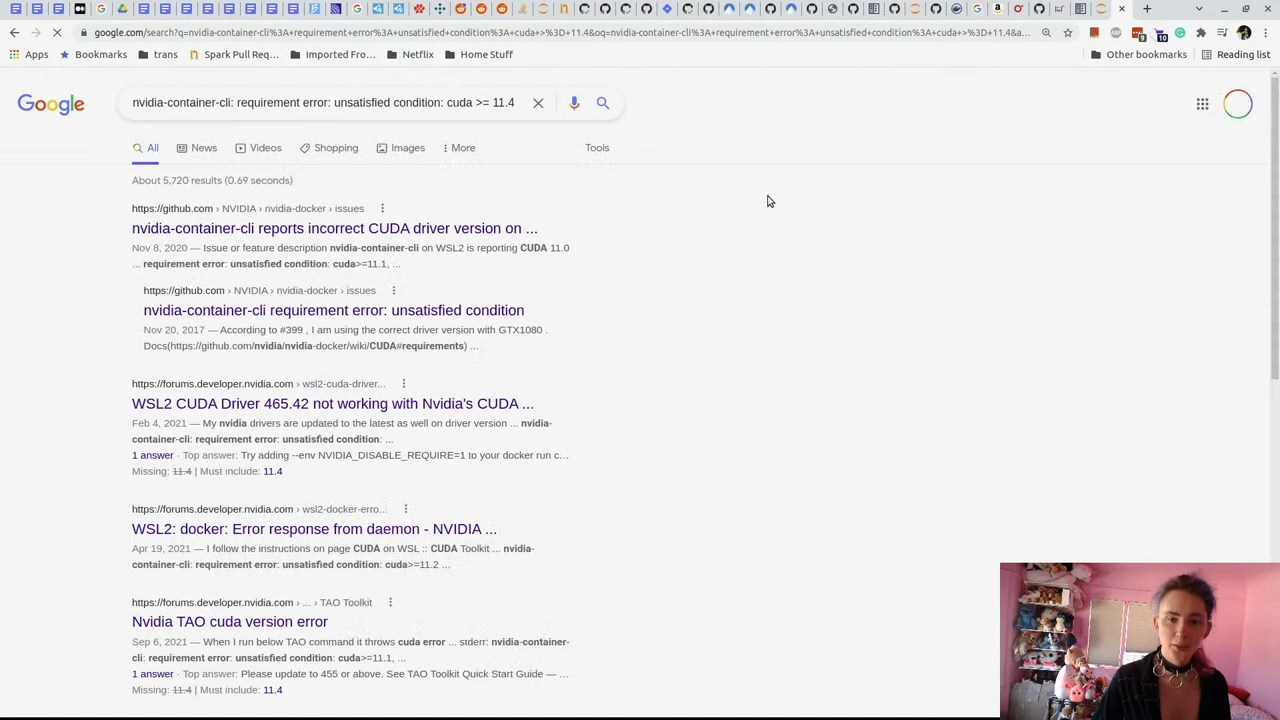 google.com/search?q=nvidia-container-cli%3A+requirement+error%3A+unsatisfied+condition%3A+cuda+>%3D+11.4&oq=nvidia-container-cli%3A+requirement+error%3A+unsatisfied+condition%3A+cuda+>%3D+11.4&a...
Apps
Bookmarks
trans
Spark Pull Req...
Imported Fro...
Netflix
Home Stuff
Other bookmarks
Reading list
Google
nvidia-container-cli: requirement error: unsatisfied condition: cuda >= 11.4
All
News
Videos
Shopping
Images
More
Tools
About 5,720 results (0.69 seconds)
https://github.com › NVIDIA › nvidia-docker › issues
nvidia-container-cli reports incorrect CUDA driver version on ...
Nov 8, 2020 — Issue or feature description nvidia-container-cli on WSL2 is reporting CUDA 11.0
... requirement error: unsatisfied condition: cuda>=11.1, ...
https://github.com › NVIDIA › nvidia-docker › issues
nvidia-container-cli requirement error: unsatisfied condition
Nov 20, 2017 — According to #399 , I am using the correct driver version with GTX1080 .
Docs(https://github.com/nvidia/nvidia-docker/wiki/CUDA#requirements) ...
https://forums.developer.nvidia.com › wsl2-cuda-driver...
WSL2 CUDA Driver 465.42 not working with Nvidia's CUDA ...
Feb 4, 2021 — My nvidia drivers are updated to the latest as well on driver version ... nvidia-
container-cli: requirement error: unsatisfied condition: ...
1 answer · Top answer: Try adding --env NVIDIA_DISABLE_REQUIRE=1 to your docker run c...
Missing: 11.4 | Must include: 11.4
https://forums.developer.nvidia.com › wsl2-docker-erro...
WSL2: docker: Error response from daemon - NVIDIA ...
Apr 19, 2021 — I follow the instructions on page CUDA on WSL :: CUDA Toolkit ... nvidia-
container-cli: requirement error: unsatisfied condition: cuda>=11.2 ...
https://forums.developer.nvidia.com › ... › TAO Toolkit
Nvidia TAO cuda version error
Sep 6, 2021 — When I run below TAO command it throws cuda error ... stderr: nvidia-container-
cli: requirement error: unsatisfied condition: cuda>=11.1, ...
1 answer · Top answer: Please update to 455 or above. See TAO Toolkit Quick Start Guide — ...
Missing: 11.4 | Must include: 11.4